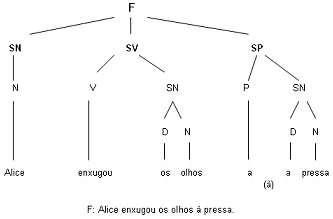 F
SN SV SP
N V SN P SN
D N D N
Alice enxugou os olhos a a pressa
(à)
F: Alice enxugou os olhos à pressa.